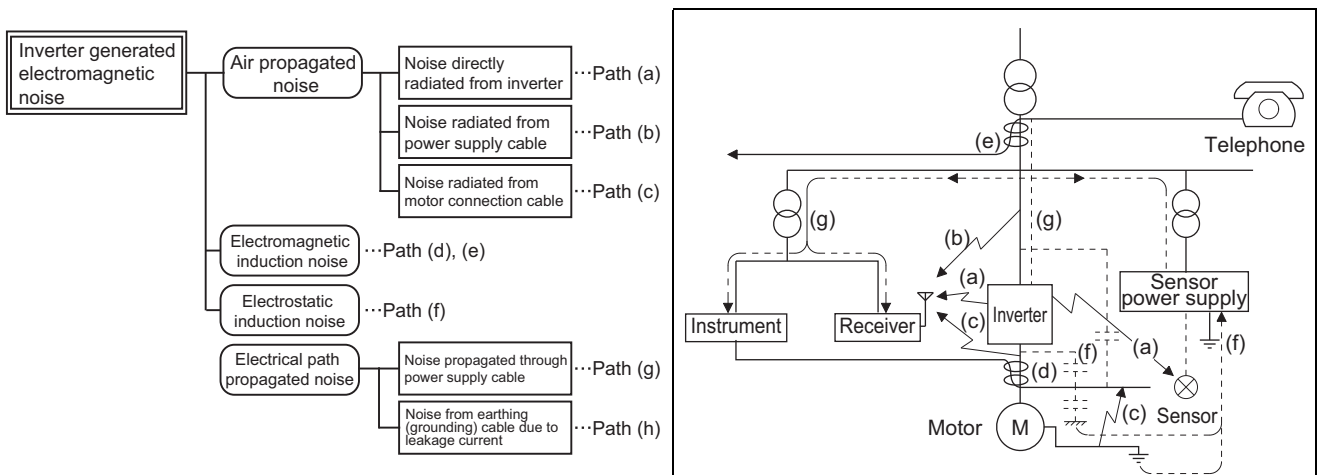 Inverter generated
electromagnetic
noise
Air propagated
noise
Noise directly
radiated from inverter
···Path (a)
Noise radiated from
power supply cable
···Path (b)
Noise radiated from
motor connection cable
···Path (c)
Electromagnetic
induction noise
···Path (d), (e)
Electrostatic
induction noise
···Path (f)
Electrical path
propagated noise
Noise propagated through
power supply cable
···Path (g)
Noise from earthing
(grounding) cable due to
leakage current
···Path (h)
(e)
Telephone
(g)
(g)
(b)
(a)
Sensor
power supply
Instrument
Receiver
(c)
Inverter
(f)
(a)
(f)
(d)
(c)
Sensor
Motor
M